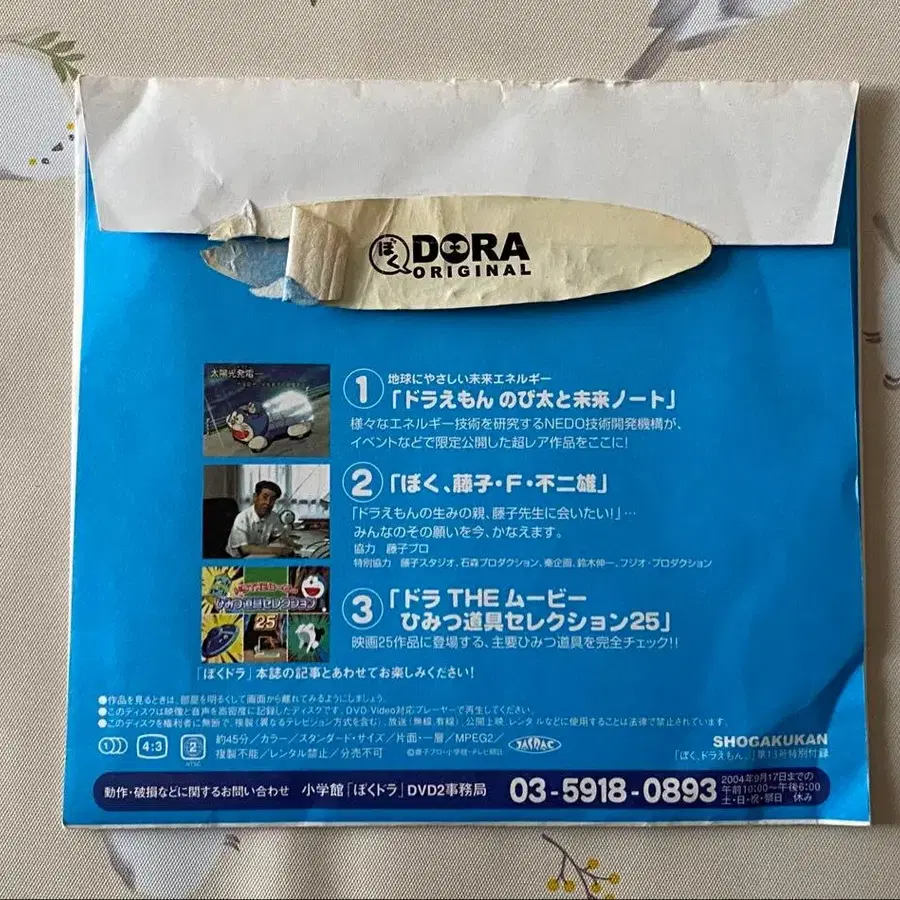 ぼく
DORA
ORIGINAL
太陽光発電
① 地球にやさしい未来エネルギー
「ドラえもん のび太と未来ノート」
様々なエネルギー技術を研究するNEDO技術開発機構が、
イベントなどで限定公開した超レア作品をここに!
② 「ぼく、藤子・F・不二雄」
「ドラえもんの生みの親、藤子先生に会いたい!」…
みんなのその願いを今、かなえます。
協力 藤子プロ
特別協力 藤子スタジオ、石森プロダクション、秦企画、鈴木伸一、フジオ・プロダクション
ひみつ道具セレクション
25
③ 「ドラ THE ムービー
ひみつ道具セレクション25」
映画25作品に登場する、主要ひみつ道具を完全チェック!!
「ぼくドラ」本誌の記事とあわせてお楽しみください!
●作品を見るときは、部屋を明るくして画面から離れてみるようにしましょう。
●このディスクは映像と音声を高密度に記録したディスクです。DVD Video対応プレーヤーで再生してください。
●このディスクを権利者に無断で、複製(異なるテレビジョン方式を含む)、放送(無線、有線)、公開上映、レンタルなどに使用することは法律で禁止されています。
4:3
2
NTSC
約45分/カラー/スタンダード・サイズ/片面・一層/MPEG2/
複製不能/レンタル禁止/分売不可
©藤子プロ・小学館・テレビ朝日
JASRAC
SHOGAKUKAN
「ぼく、ドラえもん。」第13号特別付録
動作・破損などに関するお問い合わせ 小学館「ぼくドラ」DVD2事務局 03-5918-0893
2004年9月17日までの
午前10:00〜午後6:00
土・日・祝・祭日 休み